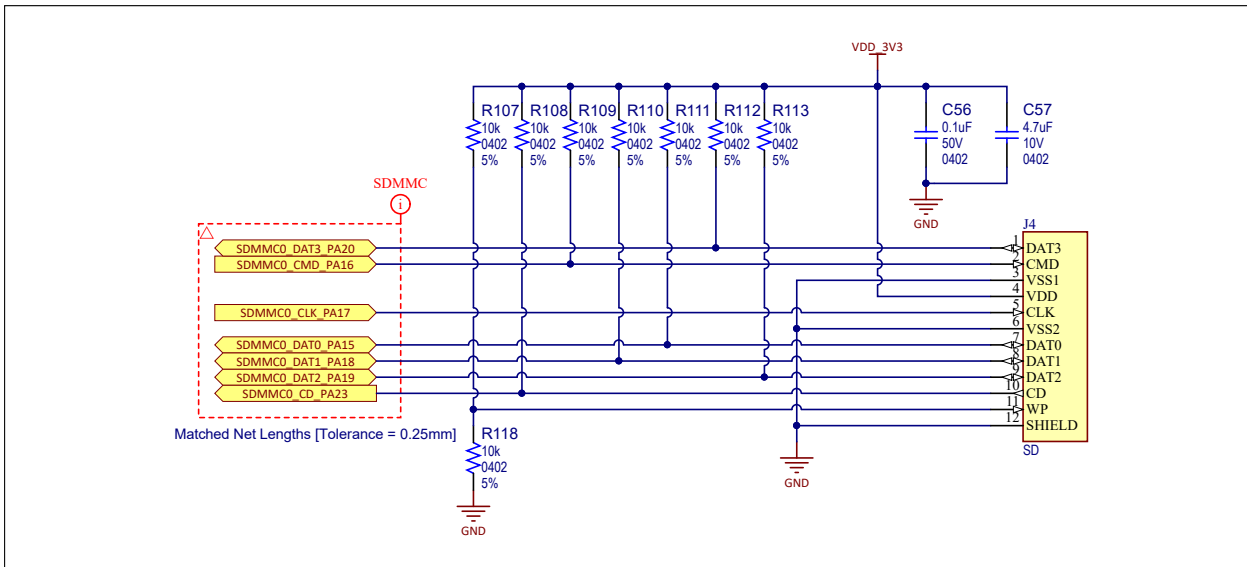 VDD_3V3
R107
10k
0402
5%
R108
10k
0402
5%
R109
10k
0402
5%
R110
10k
0402
5%
R111
10k
0402
5%
R112
10k
0402
5%
R113
10k
0402
5%
C56
0.1uF
50V
0402
C57
4.7uF
10V
0402
GND
SDMMC
i
SDMMC0_DAT3_PA20
SDMMC0_CMD_PA16
SDMMC0_CLK_PA17
SDMMC0_DAT0_PA15
SDMMC0_DAT1_PA18
SDMMC0_DAT2_PA19
SDMMC0_CD_PA23
Matched Net Lengths [Tolerance = 0.25mm]
R118
10k
0402
5%
GND
GND
J4
1 DAT3
2 CMD
3 VSS1
4 VDD
5 CLK
6 VSS2
7 DAT0
8 DAT1
9 DAT2
10 CD
11 WP
12 SHIELD
SD